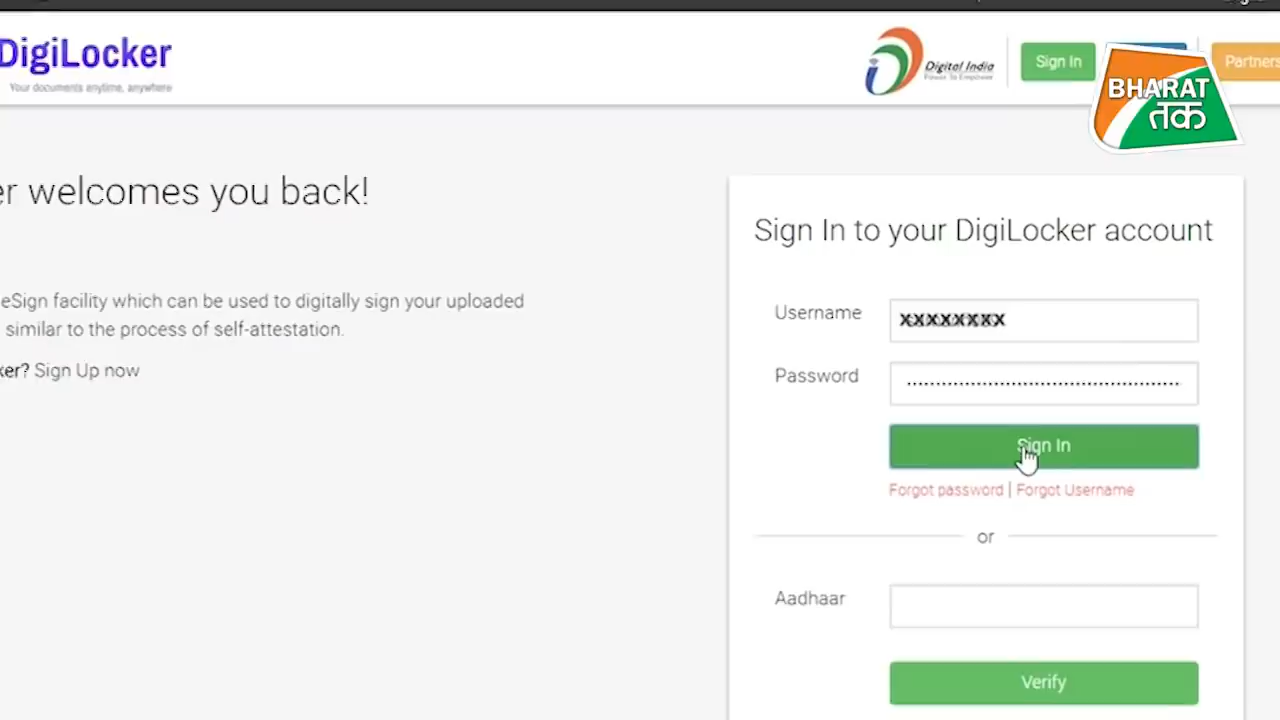 DigiLocker
Your documents anytime, anywhere
Digital India
Power To Empower
Sign In
Partners
BHARAT
तक
er welcomes you back!
eSign facility which can be used to digitally sign your uploaded
similar to the process of self-attestation.
ker? Sign Up now
Sign In to your DigiLocker account
Username
XXXXXXXX
Password
Sign In
Forgot password | Forgot Username
or
Aadhaar
Verify